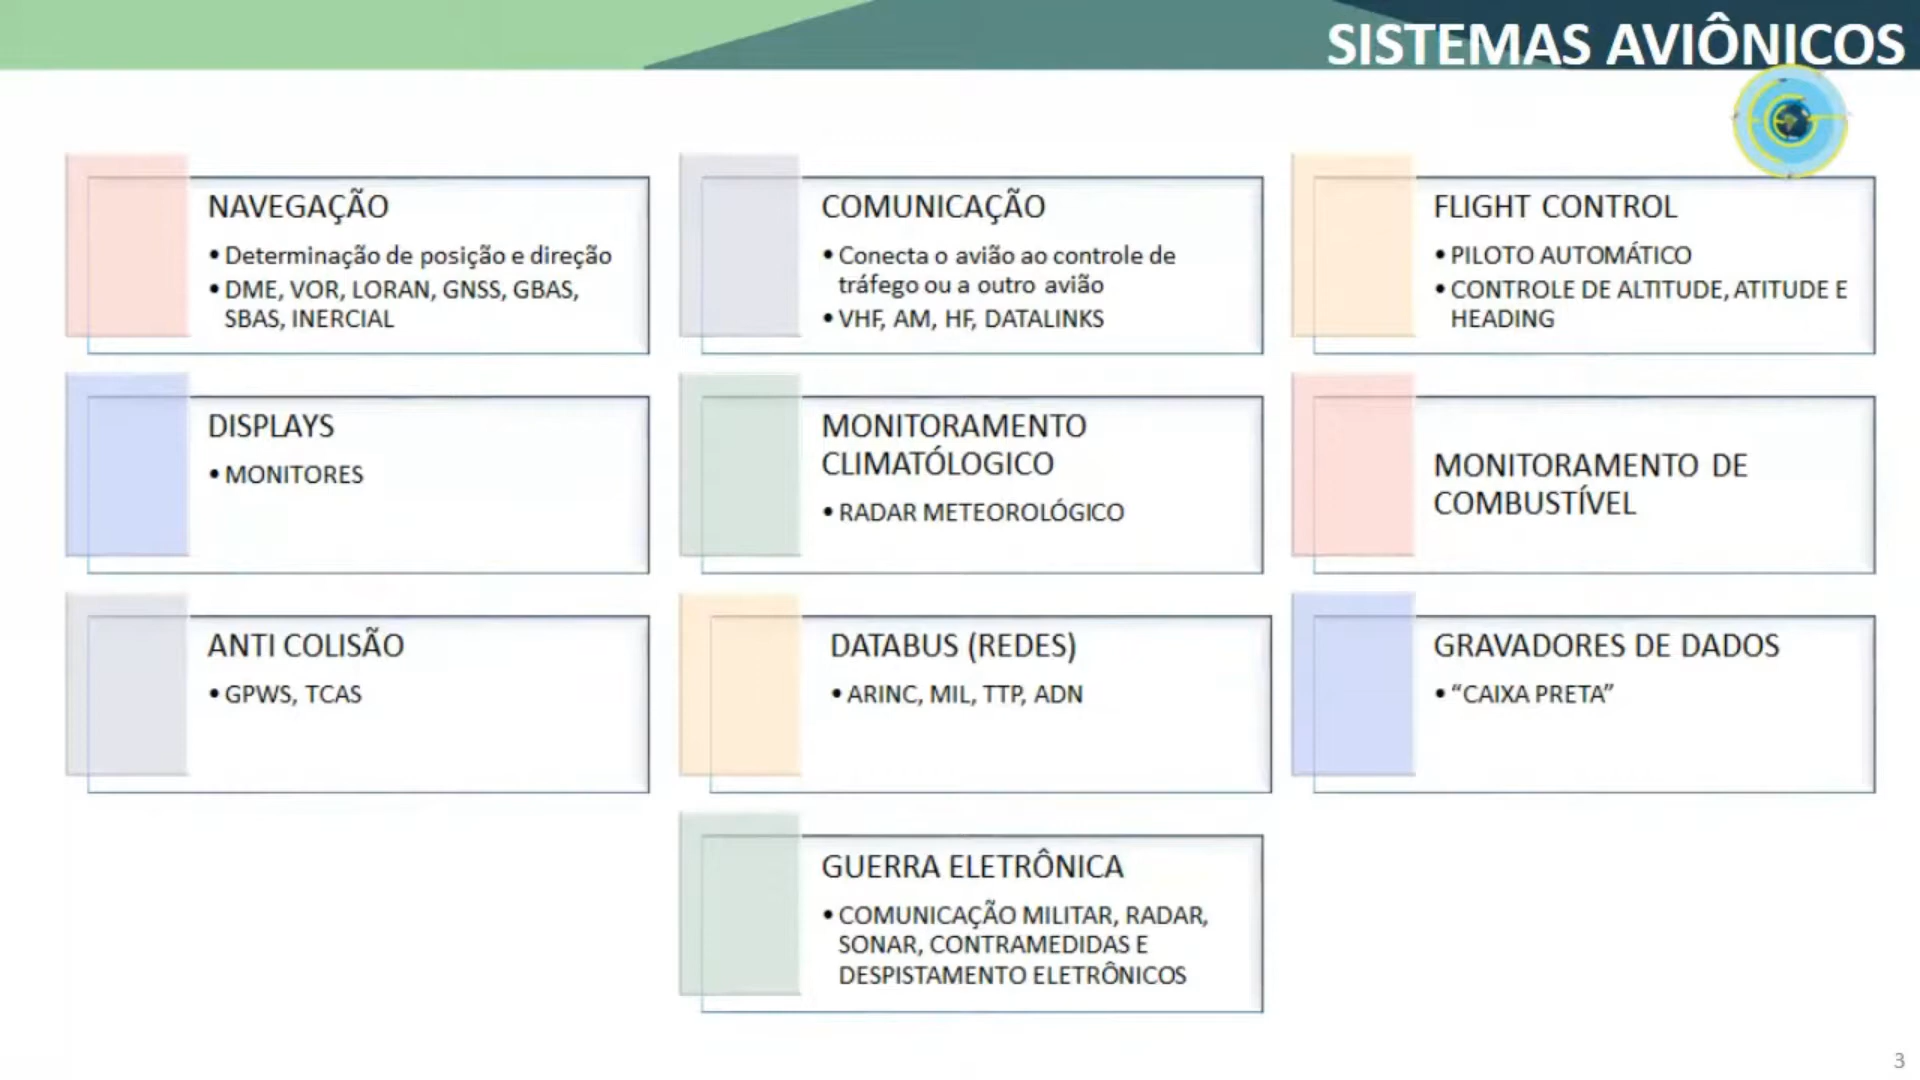 SISTEMAS AVIÔNICOS
NAVEGAÇÃO
• Determinação de posição e direção
• DME, VOR, LORAN, GNSS, GBAS,
SBAS, INERCIAL
COMUNICAÇÃO
• Conecta o avião ao controle de
tráfego ou a outro avião
• VHF, AM, HF, DATALINKS
FLIGHT CONTROL
• PILOTO AUTOMÁTICO
• CONTROLE DE ALTITUDE, ATITUDE E
HEADING
DISPLAYS
• MONITORES
MONITORAMENTO
CLIMATÓLOGICO
• RADAR METEOROLÓGICO
MONITORAMENTO DE
COMBUSTÍVEL
ANTI COLISÃO
• GPWS, TCAS
DATABUS (REDES)
• ARINC, MIL, TTP, ADN
GRAVADORES DE DADOS
• “CAIXA PRETA”
GUERRA ELETRÔNICA
• COMUNICAÇÃO MILITAR, RADAR,
SONAR, CONTRAMEDIDAS E
DESPISTAMENTO ELETRÔNICOS
3